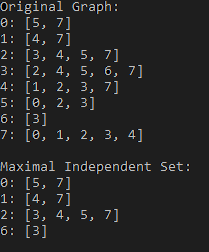 Original Graph:
0: [5, 7]
1: [4, 7]
2: [3, 4, 5, 7]
3: [2, 4, 5, 6, 7]
4: [1, 2, 3, 7]
5: [0, 2, 3]
6: [3]
7: [0, 1, 2, 3, 4]
Maximal Independent Set:
0: [5, 7]
1: [4, 7]
2: [3, 4, 5, 7]
6: [3]